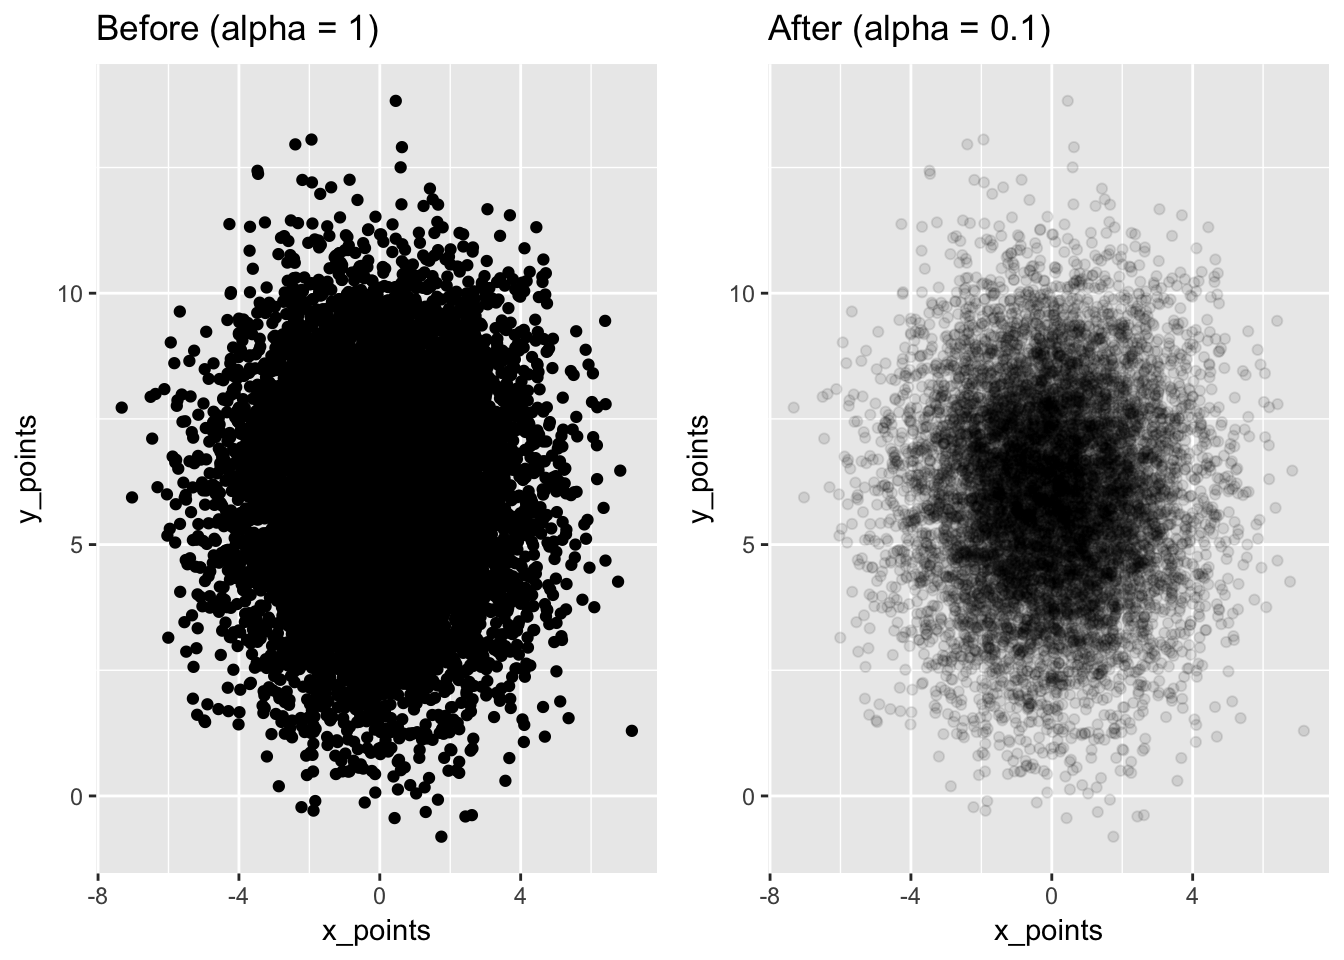 Before (alpha = 1)
y_points
10
5
0
-8 -4 0 4
x_points
After (alpha = 0.1)
y_points
10
5
0
-8 -4 0 4
x_points